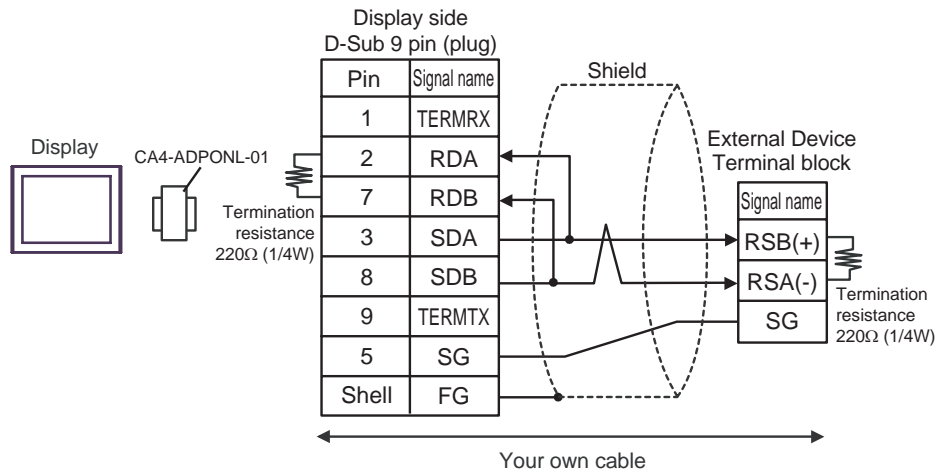 Display side
D-Sub 9 pin (plug)
Shield
Pin Signal name
1 TERMRX
2 RDA
7 RDB
3 SDA
8 SDB
9 TERMTX
5 SG
Shell FG
Display
CA4-ADPONL-01
Termination
resistance
220Ω (1/4W)
External Device
Terminal block
Signal name
RSB(+)
RSA(-)
SG
Termination
resistance
220Ω (1/4W)
Your own cable